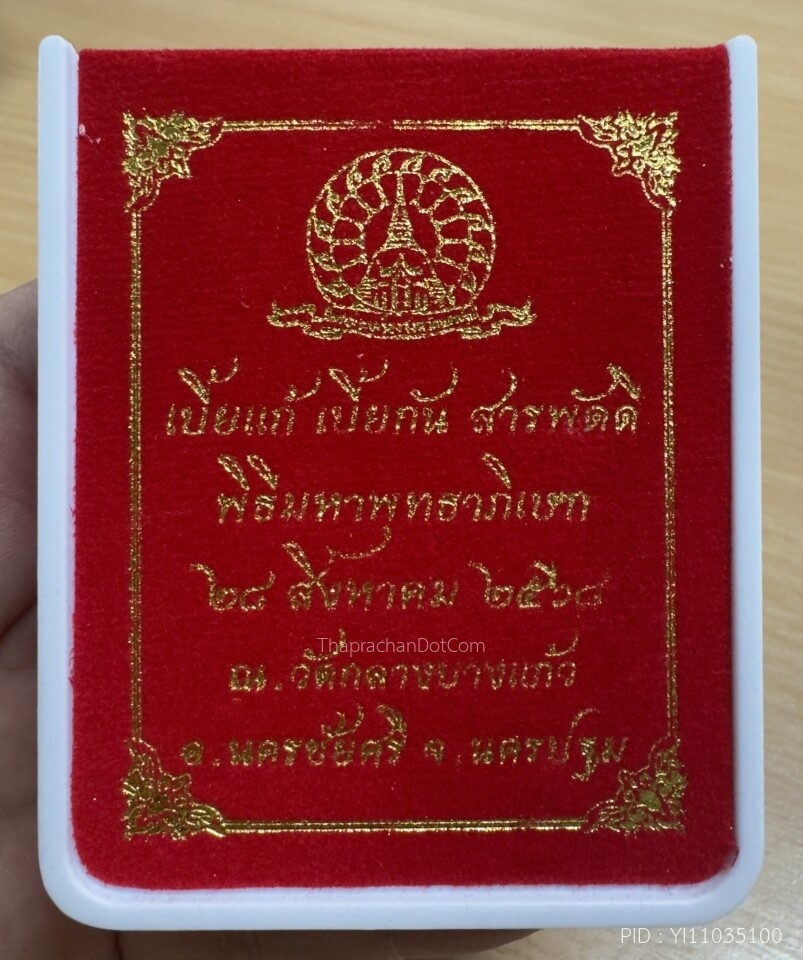 เบี้ยแก้ เบี้ยกัน สารพัดดี
พิธีมหาพุทธาภิเษก
๒๘ สิงหาคม ๒๕๖๘
ThaprachanDotCom
ณ.วัดกลางบางแก้ว
อ.นครชัยศรี จ.นครปฐม
PID : YI11035100